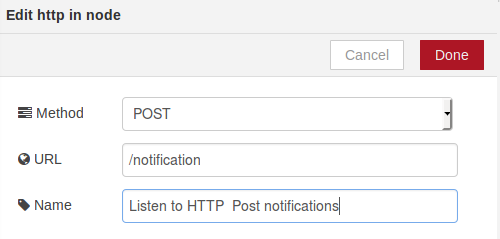 Edit http in node
Cancel Done
Method POST
URL /notification
Name Listen to HTTP  Post notifications